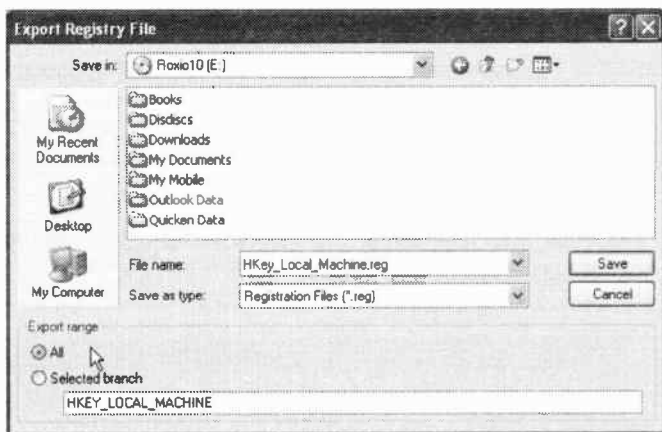 Export Registry File
Save in: Roxio10 (E:)
My Recent Documents
Desktop
My Computer
Books
Disdiscs
Downloads
My Documents
My Mobile
Outlook Data
Quicken Data
File name: HKey_Local_Machine.reg
Save
Save as type: Registration Files (*.reg)
Cancel
Export range
All
Selected branch
HKEY_LOCAL_MACHINE